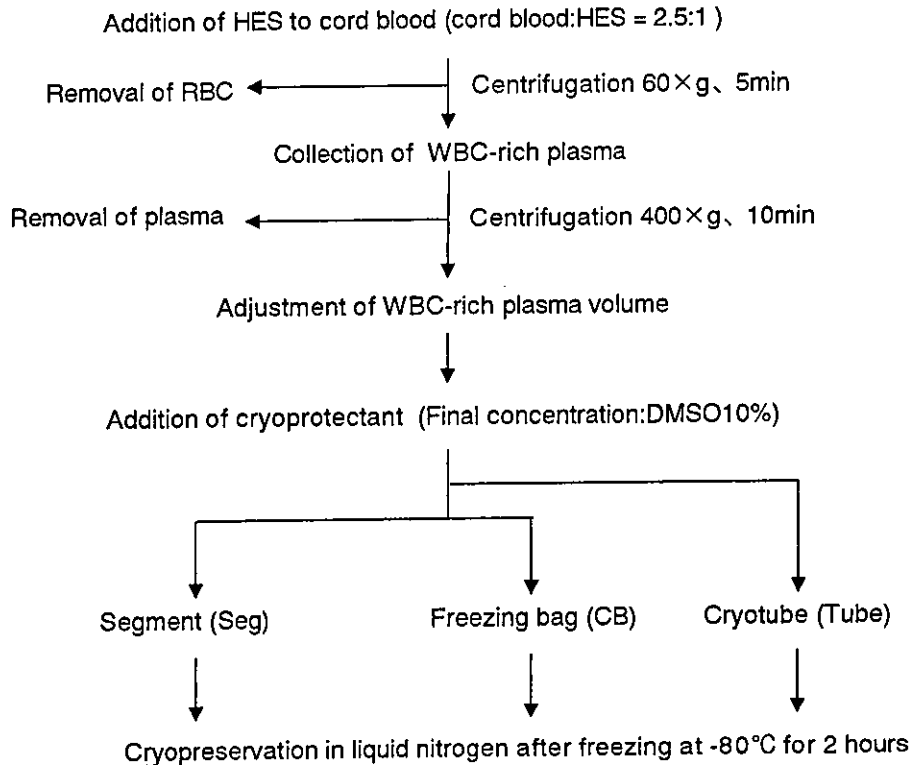 Addition of HES to cord blood (cord blood:HES = 2.5:1 )
Removal of RBC
Centrifugation 60×g、5min
Collection of WBC-rich plasma
Removal of plasma
Centrifugation 400×g、10min
Adjustment of WBC-rich plasma volume
Addition of cryoprotectant (Final concentration:DMSO10%)
Segment (Seg)
Freezing bag (CB)
Cryotube (Tube)
Cryopreservation in liquid nitrogen after freezing at -80°C for 2 hours